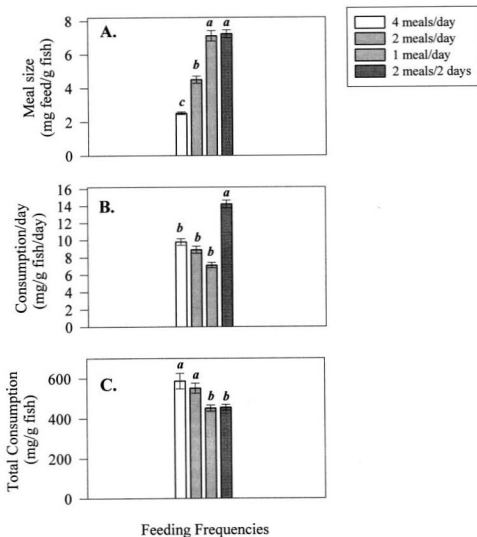 4 meals/day
2 meals/day
1 meal/day
2 meals/2 days
A.
Meal size
(mg feed/g fish)
8
6
4
2
0
c
b
a
a
B.
Consumption/day
(mg/g fish/day)
16
14
12
10
8
6
4
2
0
b
b
b
a
C.
Total Consumption
(mg/g fish)
600
400
200
0
a
a
b
b
Feeding Frequencies